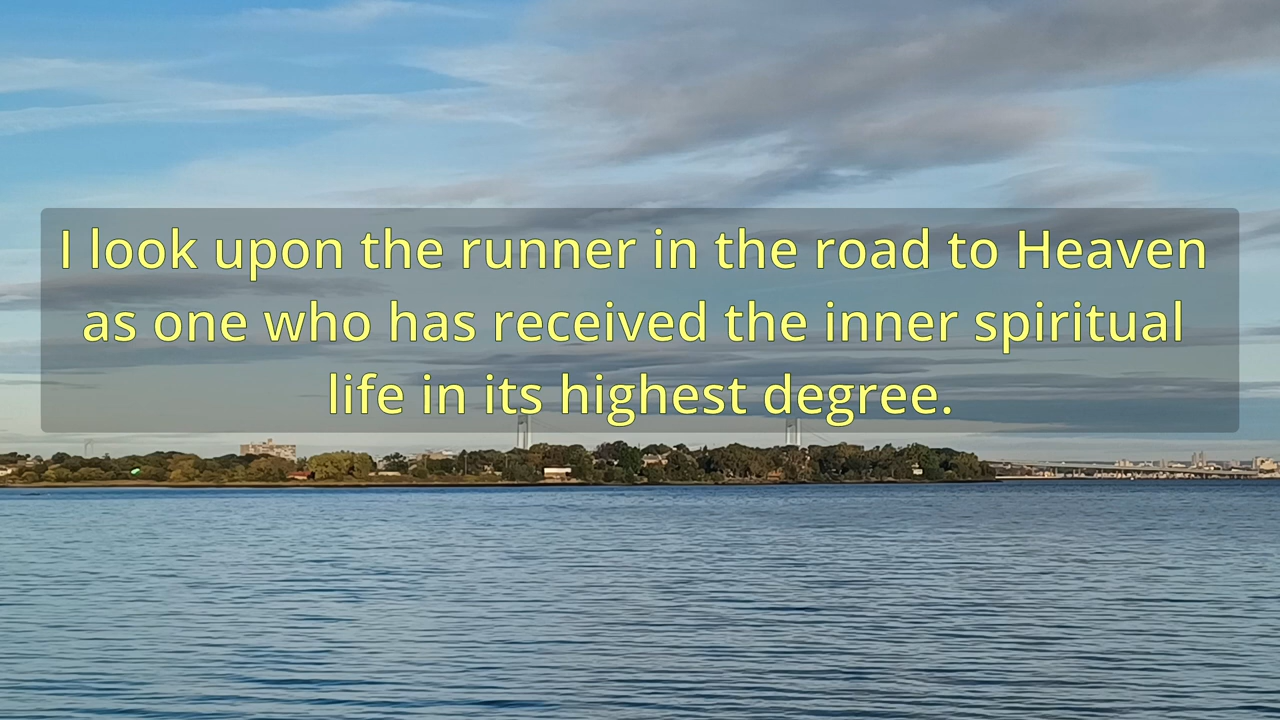 I look upon the runner in the road to Heaven
as one who has received the inner spiritual
life in its highest degree.